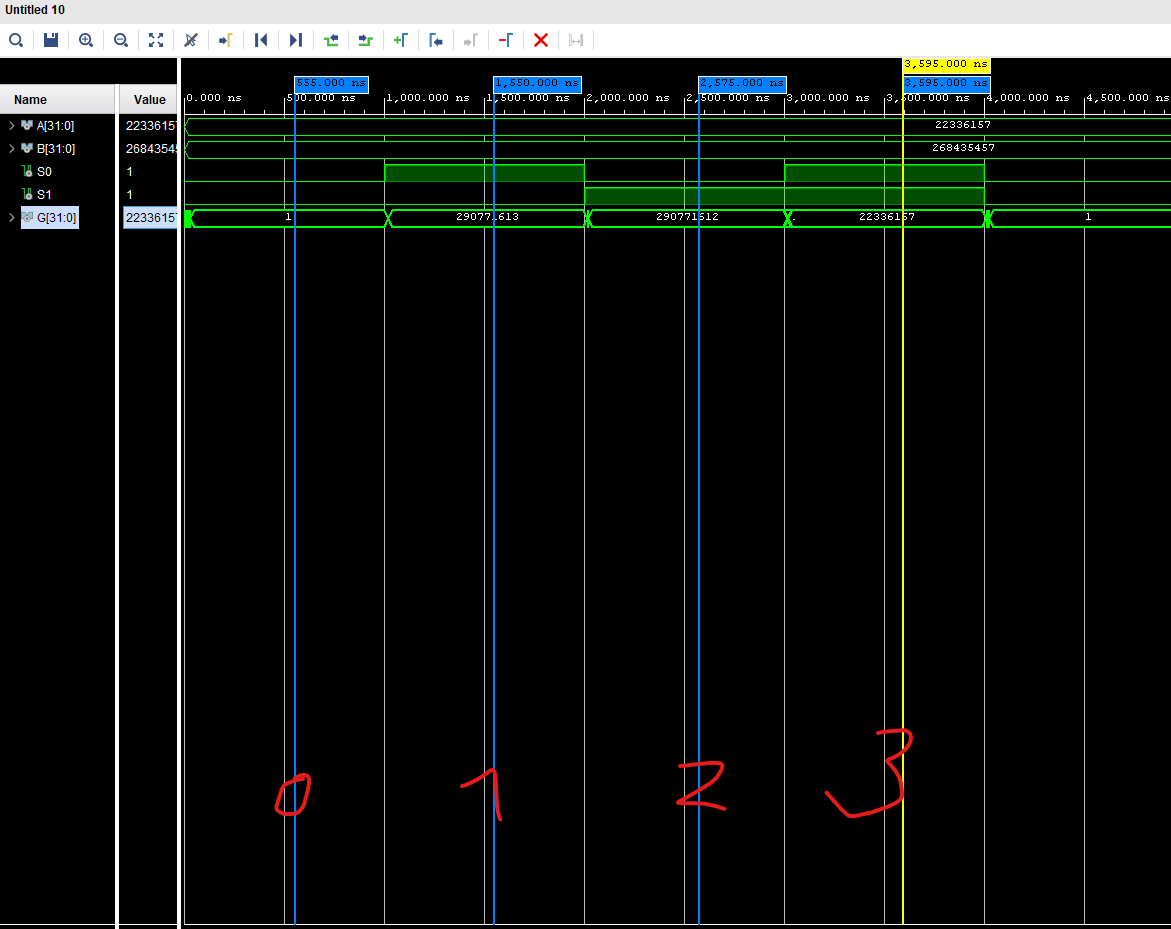 Untitled 10
3,595.000 ns
555.000 ns 1,550.000 ns 2,575.000 ns 3,595.000 ns
Name Value 0.000 ns 500.000 ns 1,000.000 ns 1,500.000 ns 2,000.000 ns 2,500.000 ns 3,000.000 ns 3,500.000 ns 4,000.000 ns 4,500.000 ns
A[31:0] 22336157 22336157
B[31:0] 26843545 268435457
S0 1
S1 1
G[31:0] 22336157 1 290771613 290771612 . 22336157 1
0 1 2 3